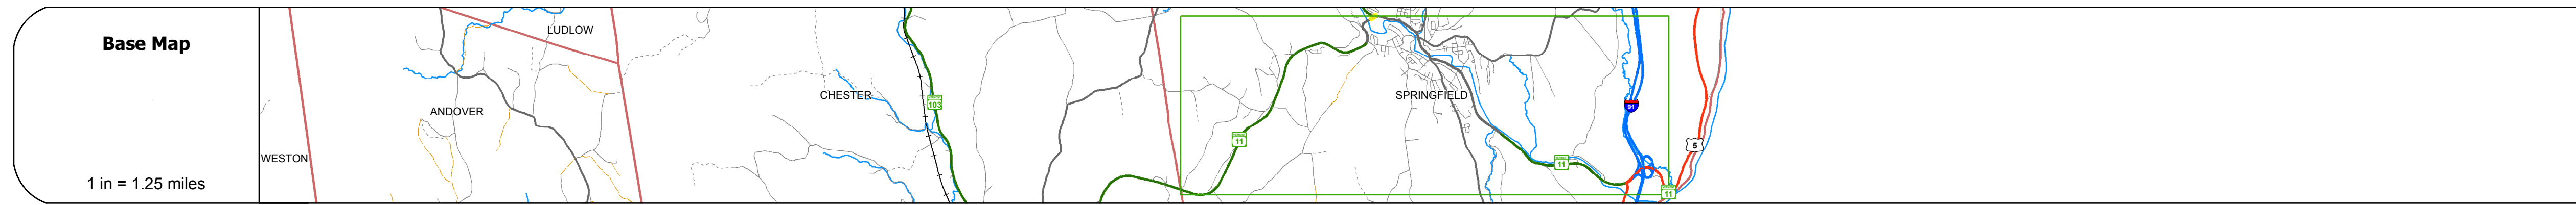 Base Map
1 in = 1.25 miles
WESTON
ANDOVER
LUDLOW
CHESTER
103
11
SPRINGFIELD
11
91
5
11